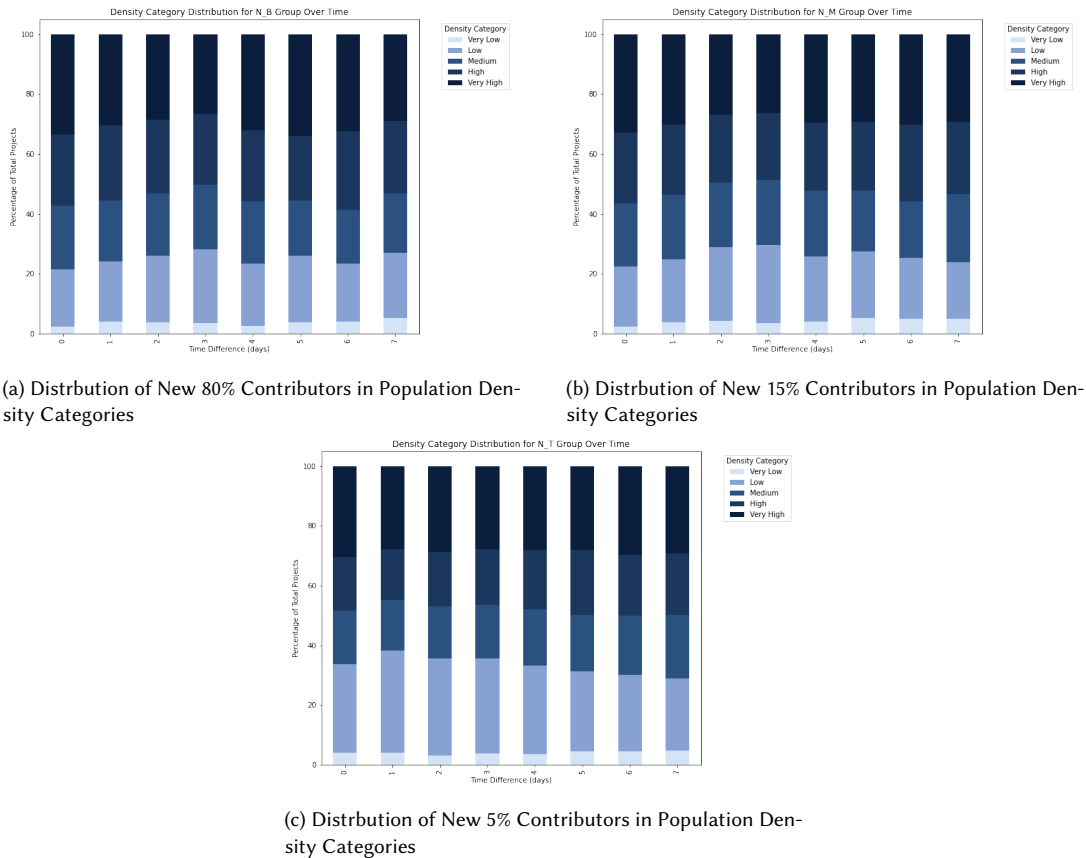 Density Category Distribution for N_B Group Over Time
Percentage of Total Projects
100
80
60
40
20
0
0 1 2 3 4 5 6 7
Time Difference (days)
Density Category
Very Low
Low
Medium
High
Very High
(a) Distrbution of New 80% Contributors in Population Den-
sity Categories
Density Category Distribution for N_M Group Over Time
Percentage of Total Projects
100
80
60
40
20
0
0 1 2 3 4 5 6 7
Time Difference (days)
Density Category
Very Low
Low
Medium
High
Very High
(b) Distrbution of New 15% Contributors in Population Den-
sity Categories
Density Category Distribution for N_T Group Over Time
Percentage of Total Projects
100
80
60
40
20
0
0 1 2 3 4 5 6 7
Time Difference (days)
Density Category
Very Low
Low
Medium
High
Very High
(c) Distrbution of New 5% Contributors in Population Den-
sity Categories